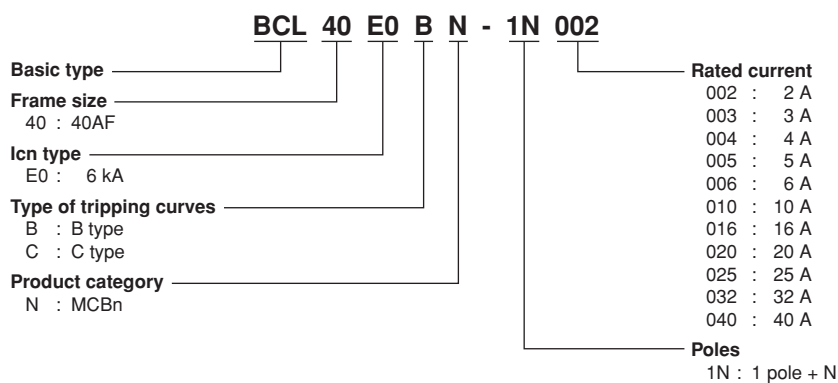 BCL 40 E0 B N - 1N 002
Basic type
Frame size
40 : 40AF
Icn type
E0 : 6 kA
Type of tripping curves
B : B type
C : C type
Product category
N : MCBn
Rated current
002 : 2 A
003 : 3 A
004 : 4 A
005 : 5 A
006 : 6 A
010 : 10 A
016 : 16 A
020 : 20 A
025 : 25 A
032 : 32 A
040 : 40 A
Poles
1N : 1 pole + N